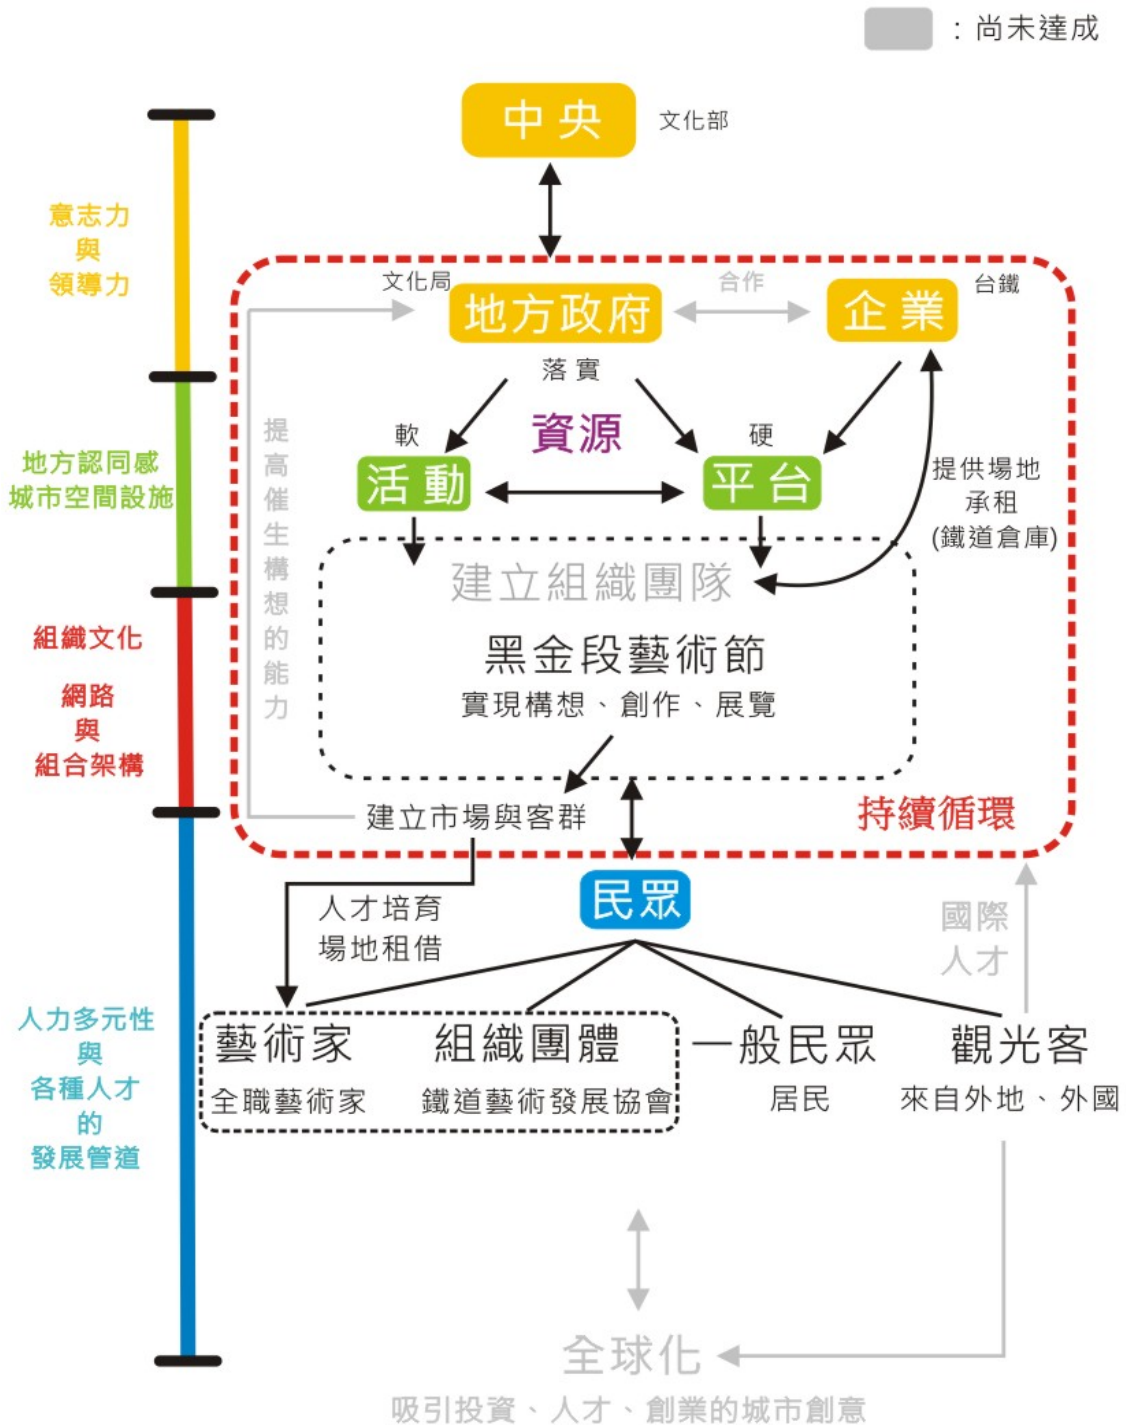 ：尚未達成
中央
文化部
意志力
與
領導力
文化局
地方政府
合作
企業
台鐵
落實
資源
軟
活動
硬
平台
提供場地
承租
(鐵道倉庫)
地方認同感
城市空間設施
提高催生構想的能力
建立組織團隊
黑金段藝術節
實現構想、創作、展覽
組織文化
網路
與
組合架構
建立市場與客群
持續循環
人才培育
場地租借
民眾
國際
人才
人力多元性
與
各種人才
的
發展管道
藝術家
組織團體
一般民眾
觀光客
全職藝術家
鐵道藝術發展協會
居民
來自外地、外國
全球化
吸引投資、人才、創業的城市創意